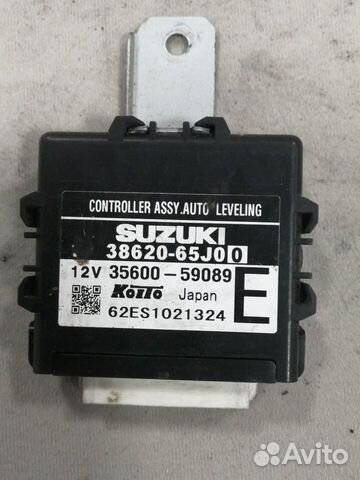 CONTROLLER ASSY.AUTO LEVELING
SUZUKI
38620-65J00
12V 35600-59089 E
KOITO Japan
62ES1021324
Avito